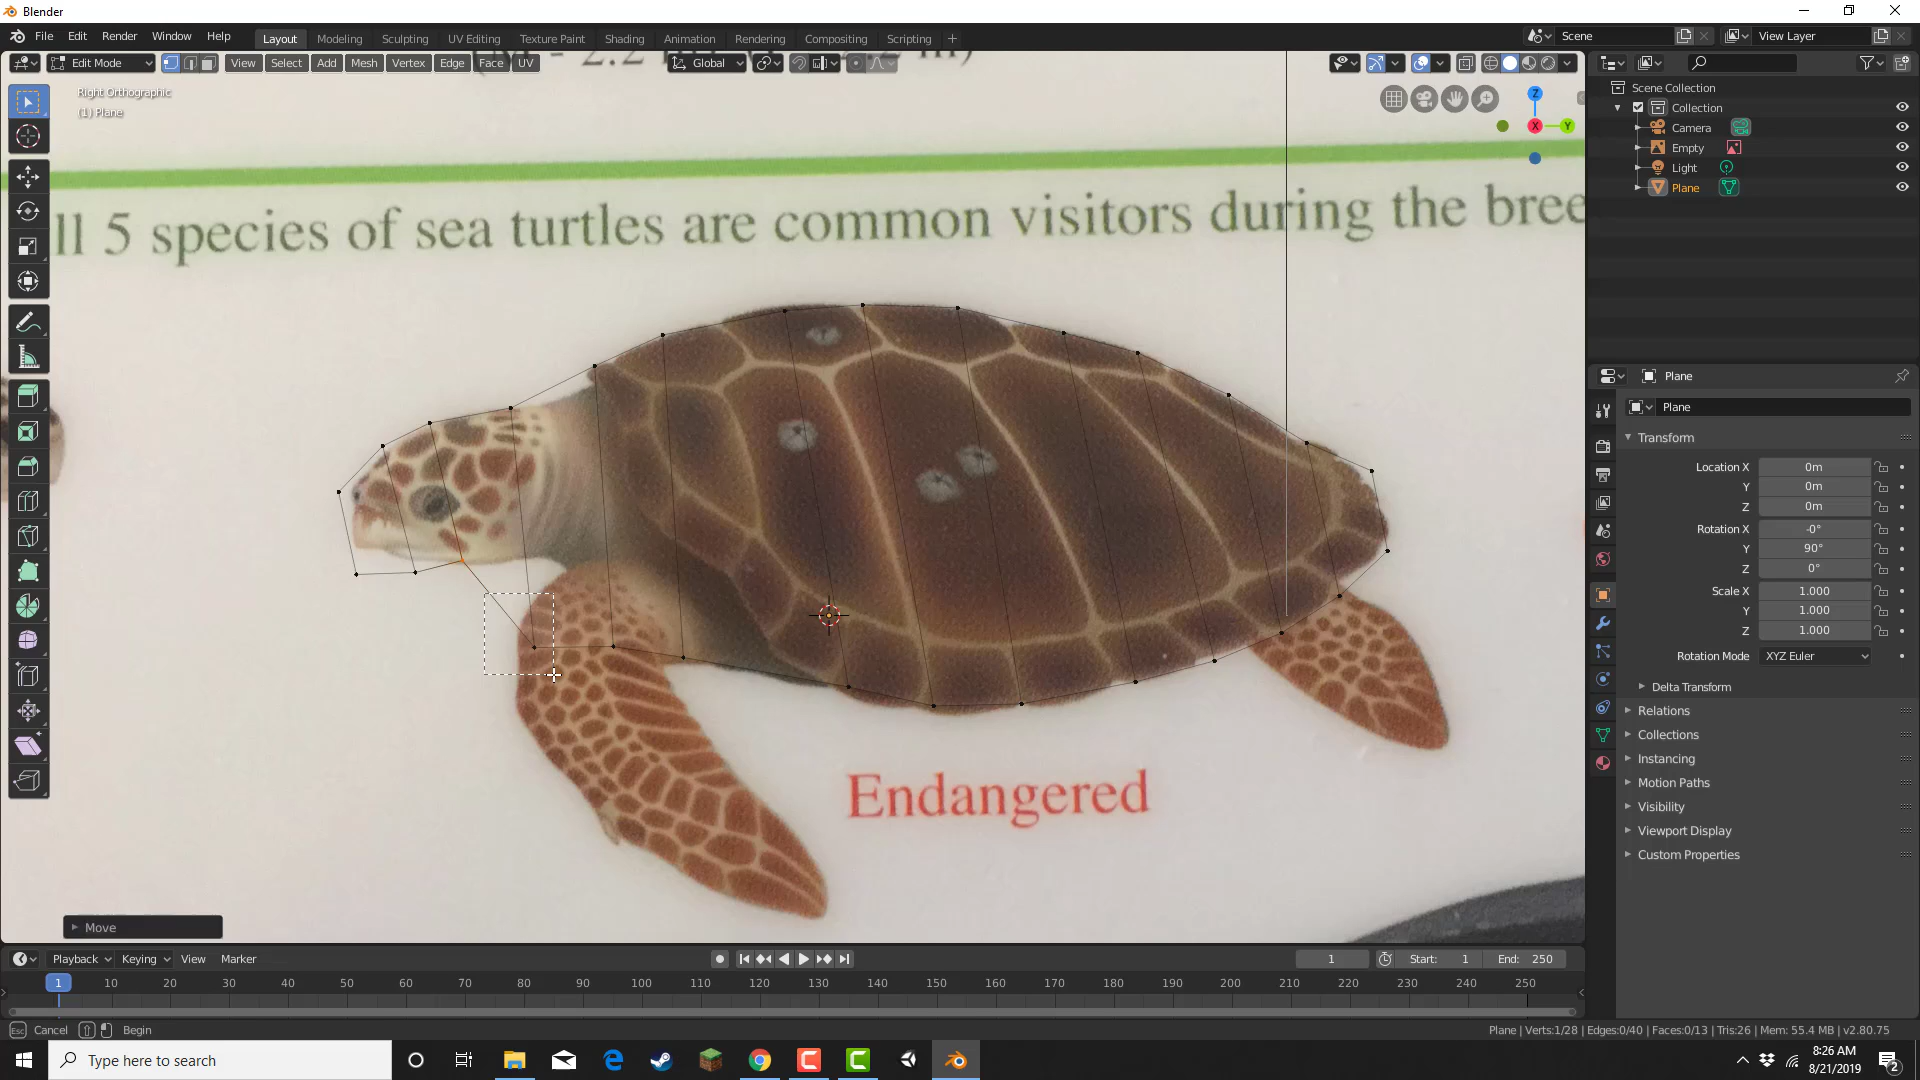 Blender
File Edit Render Window Help
Layout Modeling Sculpting UV Editing Texture Paint Shading Animation Rendering Compositing Scripting +
Scene
View Layer
Edit Mode View Select Add Mesh Vertex Edge Face UV
Global
Right Orthographic
(1) Plane
ll 5 species of sea turtles are common visitors during the bree
Endangered
Z
X
Y
Scene Collection
Collection
Camera
Empty
Light
Plane
Plane
Plane
Transform
Location X 0m
Y 0m
Z 0m
Rotation X -0°
Y 90°
Z 0°
Scale X 1.000
Y 1.000
Z 1.000
Rotation Mode XYZ Euler
Delta Transform
Relations
Collections
Instancing
Motion Paths
Visibility
Viewport Display
Custom Properties
Move
Playback Keying View Marker
1 Start: 1 End: 250
1 10 20 30 40 50 60 70 80 90 100 110 120 130 140 150 160 170 180 190 200 210 220 230 240 250
Esc Cancel Begin
Plane | Verts:1/28 | Edges:0/40 | Faces:0/13 | Tris:26 | Mem: 55.4 MB | v2.80.75
Type here to search
8:26 AM
8/21/2019
2